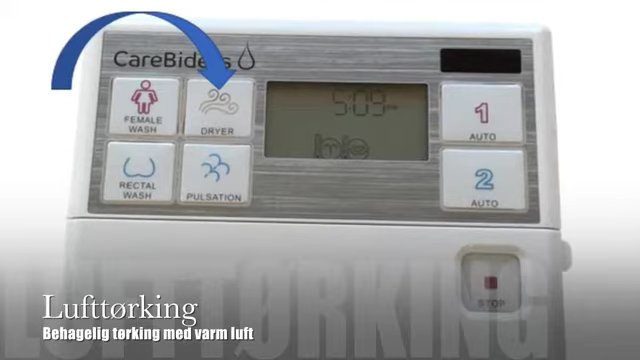 CareBidets
FEMALE
WASH
DRYER
RECTAL
WASH
PULSATION
5:09
1
AUTO
2
AUTO
STOP
LUFTTØRKING
Lufttørking
Behagelig tørking med varm luft